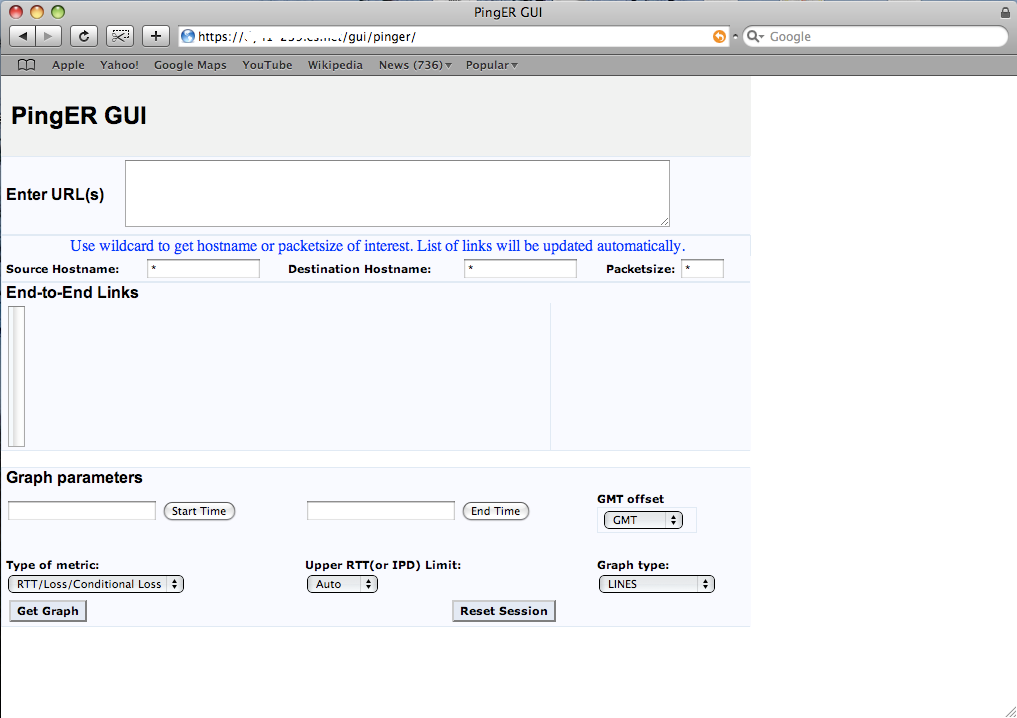 PingER GUI
https://
/gui/pinger/
Google
Apple Yahoo! Google Maps YouTube Wikipedia News (736) Popular
PingER GUI
Enter URL(s)
Use wildcard to get hostname or packetsize of interest. List of links will be updated automatically.
Source Hostname: * Destination Hostname: * Packetsize: *
End-to-End Links
Graph parameters
GMT offset
Start Time End Time GMT
Type of metric: Upper RTT(or IPD) Limit: Graph type:
RTT/Loss/Conditional Loss Auto LINES
Get Graph Reset Session